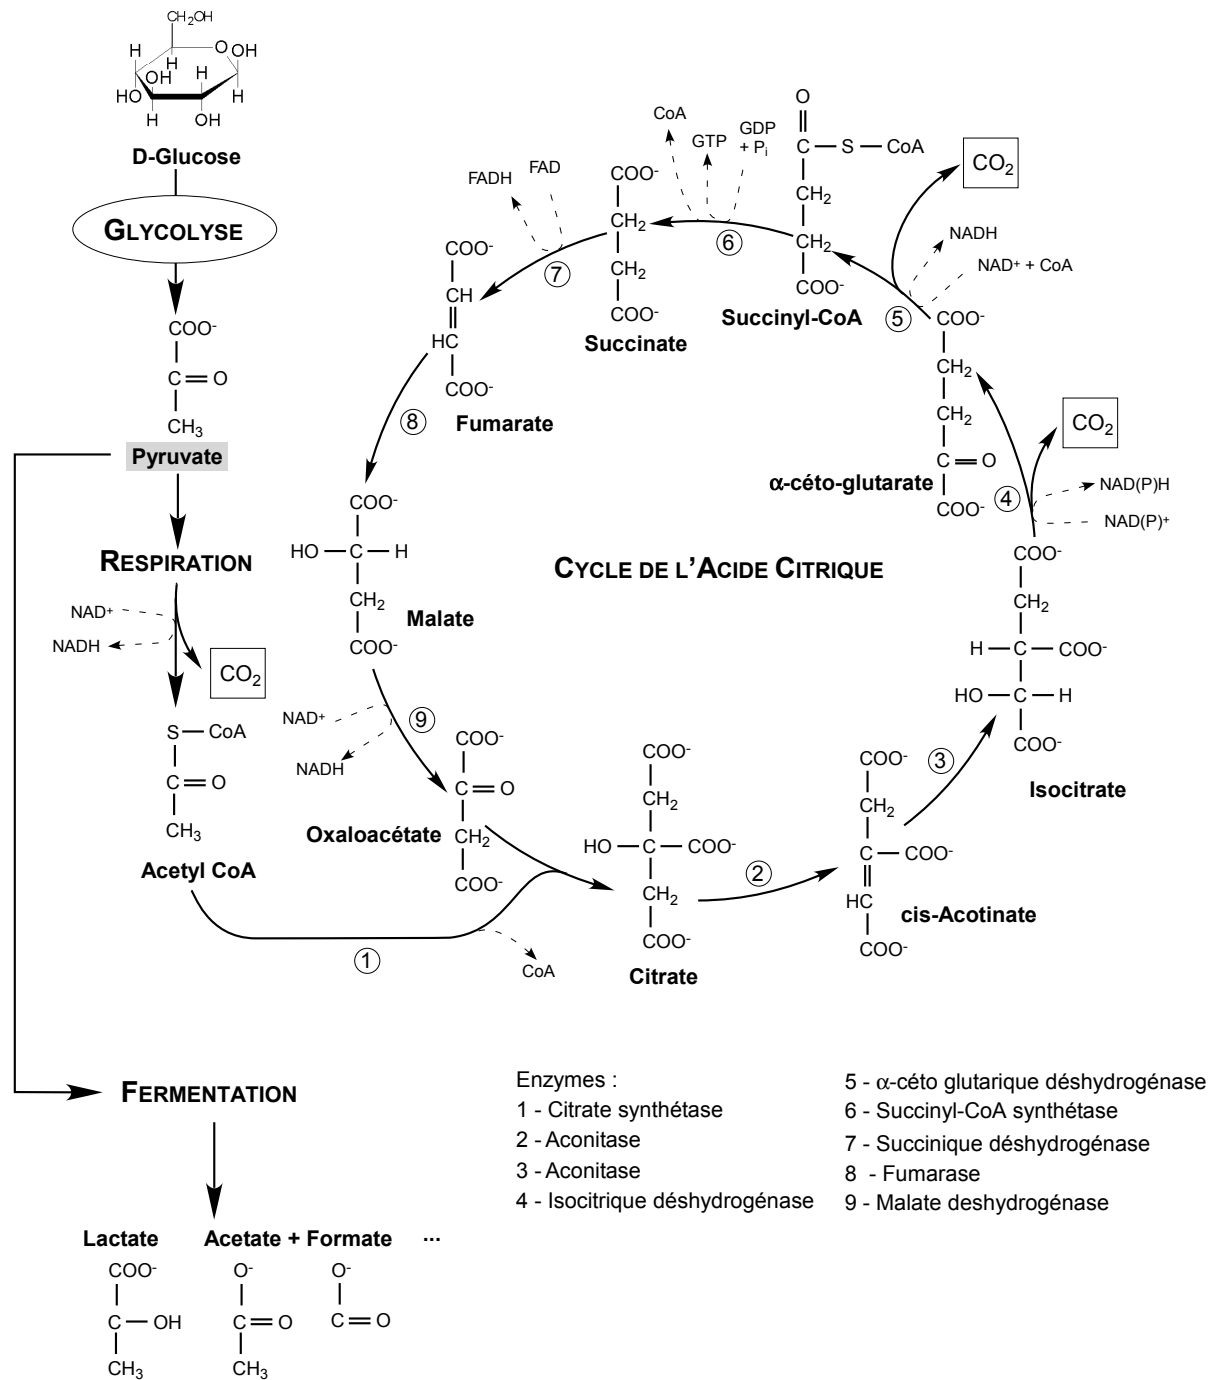 CH2OH
H
O
OH
H
H
OH
HO
H
H
OH
D-Glucose
GLYCOLYSE
COO-
C
O
CH3
Pyruvate
RESPIRATION
NAD+
NADH
CO2
S
CoA
C
O
CH3
Acetyl CoA
1
CoA
COO-
C
O
CH2
COO-
Oxaloacétate
COO-
CH2
HO
C
COO-
CH2
COO-
Citrate
2
COO-
CH2
C
COO-
HC
COO-
cis-Acotinate
3
COO-
CH2
H
C
COO-
HO
C
H
COO-
Isocitrate
4
NAD(P)+
NAD(P)H
CO2
COO-
CH2
CH2
C
O
COO-
α-céto-glutarate
5
NAD+ + CoA
NADH
CO2
O
C
S
CoA
CH2
CH2
COO-
Succinyl-CoA
6
GDP
+ Pi
GTP
CoA
COO-
CH2
CH2
COO-
Succinate
7
FAD
FADH
COO-
CH
HC
COO-
Fumarate
8
COO-
HO
C
H
CH2
COO-
Malate
9
NAD+
NADH
CYCLE DE L'ACIDE CITRIQUE
FERMENTATION
Lactate
COO-
C
OH
CH3
Acetate + Formate
...
O-
C
O
CH3
O-
C
O
Enzymes :
1 - Citrate synthétase
2 - Aconitase
3 - Aconitase
4 - Isocitrique déshydrogénase
5 - α-céto glutarique déshydrogénase
6 - Succinyl-CoA synthétase
7 - Succinique déshydrogénase
8 - Fumarase
9 - Malate deshydrogénase